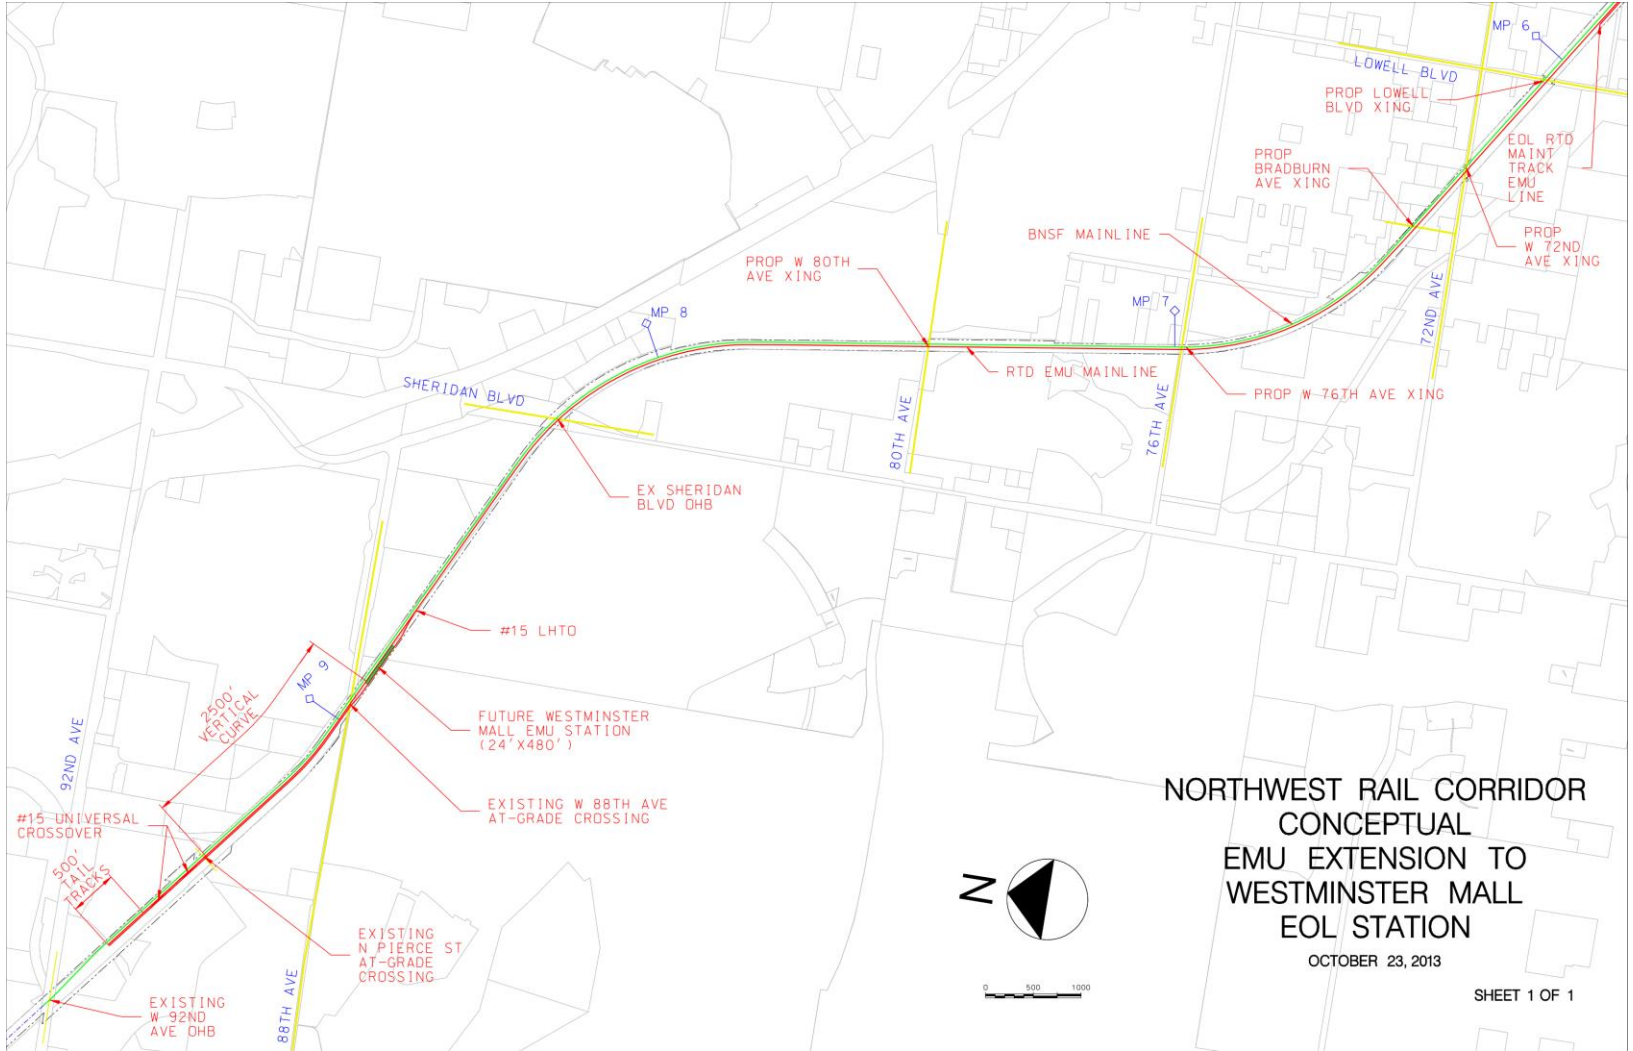 MP 6
LOWELL BLVD
PROP LOWELL
BLVD XING
EOL RTD
MAINT
TRACK
EMU
LINE
PROP
BRADBURN
AVE XING
PROP
W 72ND
AVE XING
BNSF MAINLINE
72ND AVE
PROP W 80TH
AVE XING
MP 7
MP 8
RTD EMU MAINLINE
PROP W 76TH AVE XING
SHERIDAN BLVD
80TH AVE
76TH AVE
EX SHERIDAN
BLVD OHB
#15 LHTO
MP 9
2500'
VERTICAL
CURVE
FUTURE WESTMINSTER
MALL EMU STATION
(24'X480')
92ND AVE
EXISTING W 88TH AVE
AT-GRADE CROSSING
#15 UNIVERSAL
CROSSOVER
500'
TAIL
TRACKS
EXISTING
N PIERCE ST
AT-GRADE
CROSSING
88TH AVE
EXISTING
W 92ND
AVE OHB
N
0 500 1000
NORTHWEST RAIL CORRIDOR
CONCEPTUAL
EMU EXTENSION TO
WESTMINSTER MALL
EOL STATION
OCTOBER 23, 2013
SHEET 1 OF 1